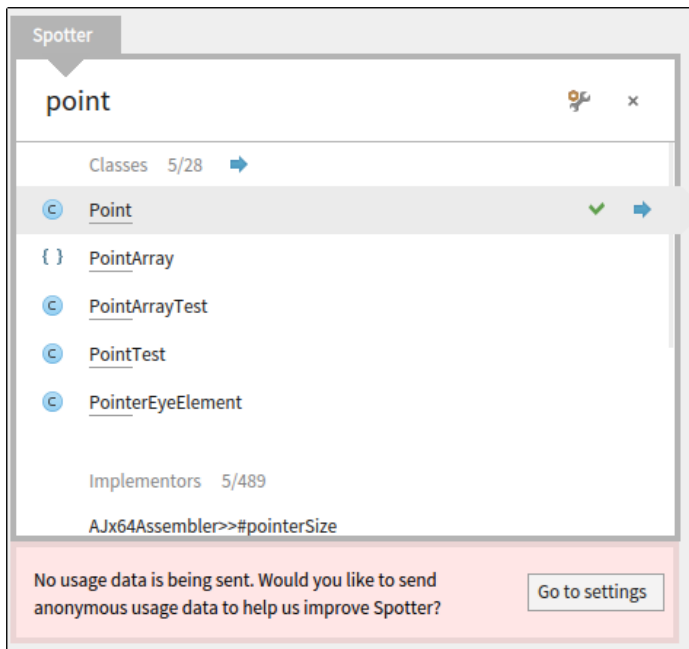 Spotter
point
Classes 5/28
C Point
{ } PointArray
C PointArrayTest
C PointTest
C PointerEyeElement
Implementors 5/489
AJx64Assembler>>#pointerSize
No usage data is being sent. Would you like to send
anonymous usage data to help us improve Spotter?
Go to settings